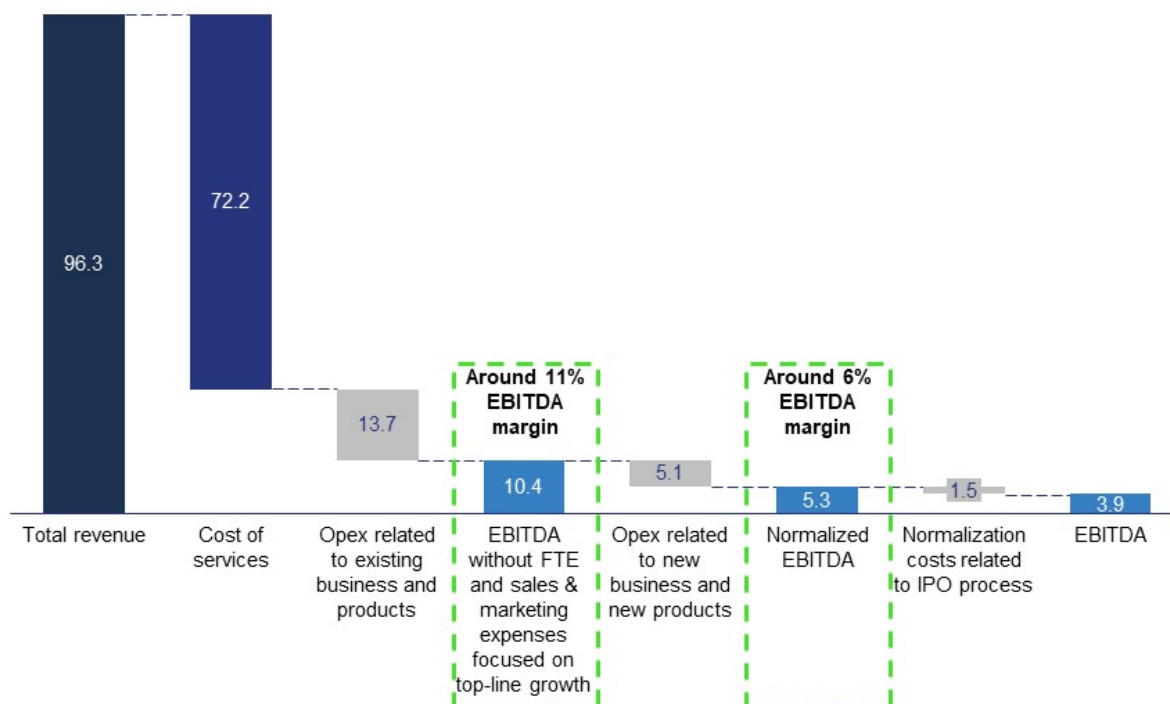 96.3
72.2
13.7
Around 11%
EBITDA
margin
10.4
5.1
Around 6%
EBITDA
margin
5.3
1.5
3.9
Total revenue
Cost of
services
Opex related
to existing
business and
products
EBITDA
without FTE
and sales &
marketing
expenses
focused on
top-line growth
Opex related
to new
business and
new products
Normalized
EBITDA
Normalization
costs related
to IPO process
EBITDA